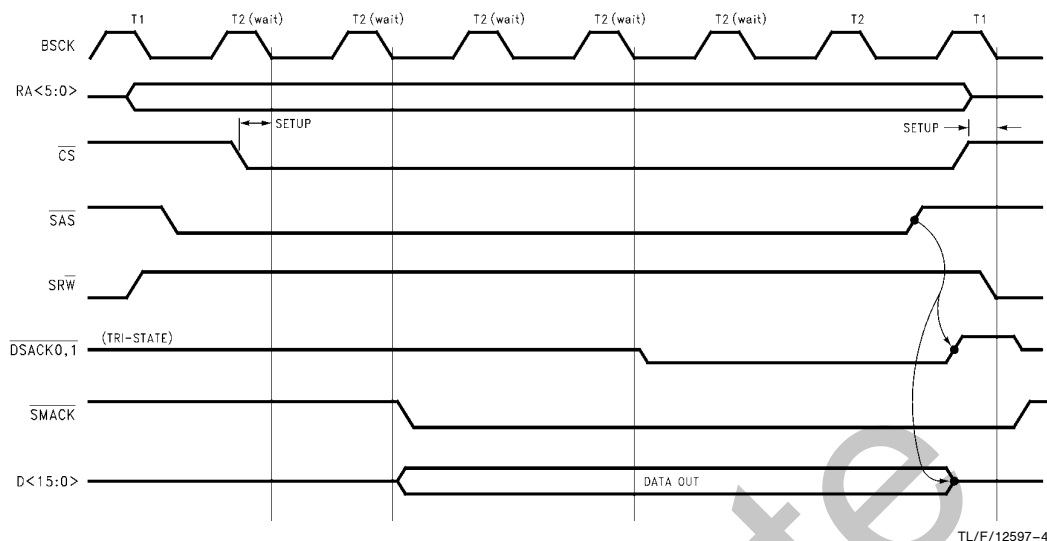 T1 T2 (wait) T2 (wait) T2 (wait) T2 (wait) T2 (wait) T2 T1
BSCK
RA<5:0>
SETUP SETUP
CS
SAS
SRW
(TRI-STATE)
DSACK0,1
SMACK
D<15:0> DATA OUT
te
TL/F/12597-4